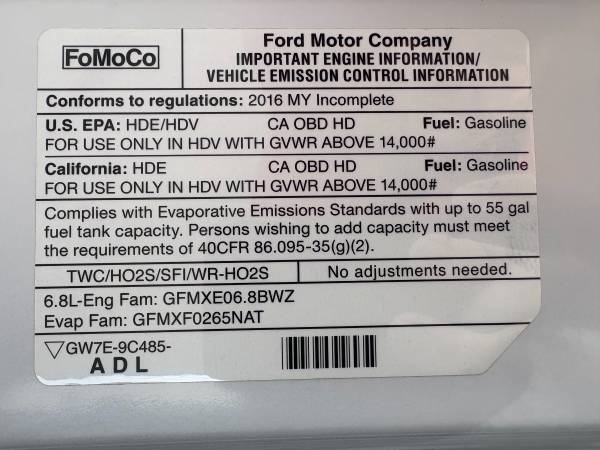 FoMoCo
Ford Motor Company
IMPORTANT ENGINE INFORMATION/
VEHICLE EMISSION CONTROL INFORMATION
Conforms to regulations: 2016 MY Incomplete
U.S. EPA: HDE/HDV CA OBD HD Fuel: Gasoline
FOR USE ONLY IN HDV WITH GVWR ABOVE 14,000#
California: HDE CA OBD HD Fuel: Gasoline
FOR USE ONLY IN HDV WITH GVWR ABOVE 14,000#
Complies with Evaporative Emissions Standards with up to 55 gal
fuel tank capacity. Persons wishing to add capacity must meet
the requirements of 40CFR 86.095-35(g)(2).
TWC/HO2S/SFI/WR-HO2S No adjustments needed.
6.8L-Eng Fam: GFMXE06.8BWZ
Evap Fam: GFMXF0265NAT
▽GW7E-9C485-
ADL